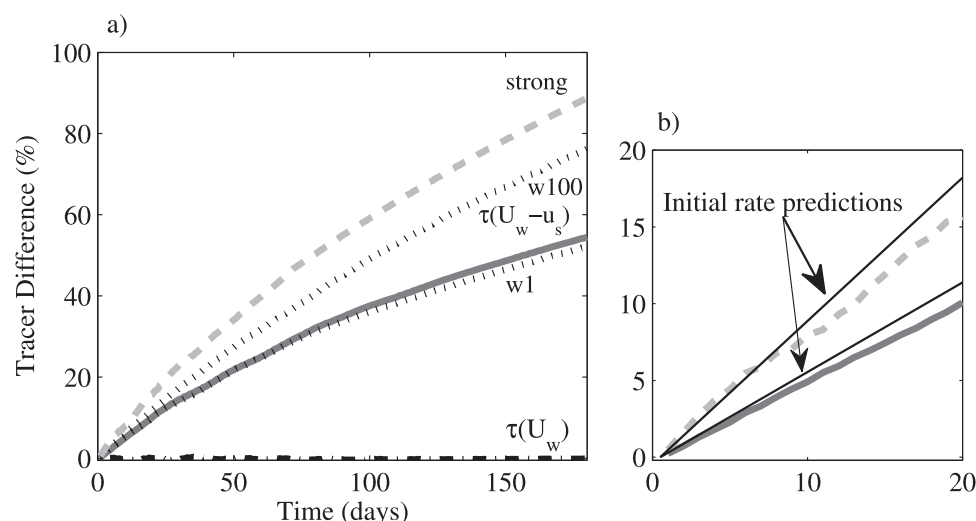 a)
100
80
60
40
20
0
Tracer Difference (%)
strong
w100
τ(U_w−u_s)
w1
τ(U_w)
0
50
100
150
Time (days)
b)
20
15
10
5
0
Initial rate predictions
0
10
20